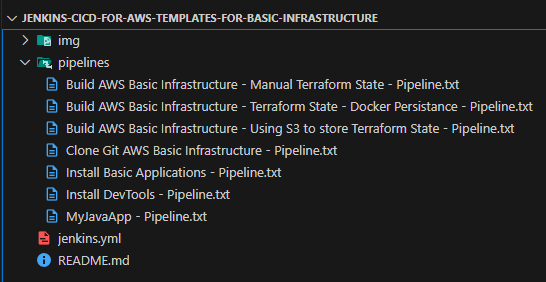 JENKINS-CICD-FOR-AWS-TEMPLATES-FOR-BASIC-INFRASTRUCTURE
img
pipelines
Build AWS Basic Infrastructure - Manual Terraform State - Pipeline.txt
Build AWS Basic Infrastructure - Terraform State - Docker Persistance - Pipeline.txt
Build AWS Basic Infrastructure - Using S3 to store Terraform State - Pipeline.txt
Clone Git AWS Basic Infrastructure - Pipeline.txt
Install Basic Applications - Pipeline.txt
Install DevTools - Pipeline.txt
MyJavaApp - Pipeline.txt
jenkins.yml
README.md